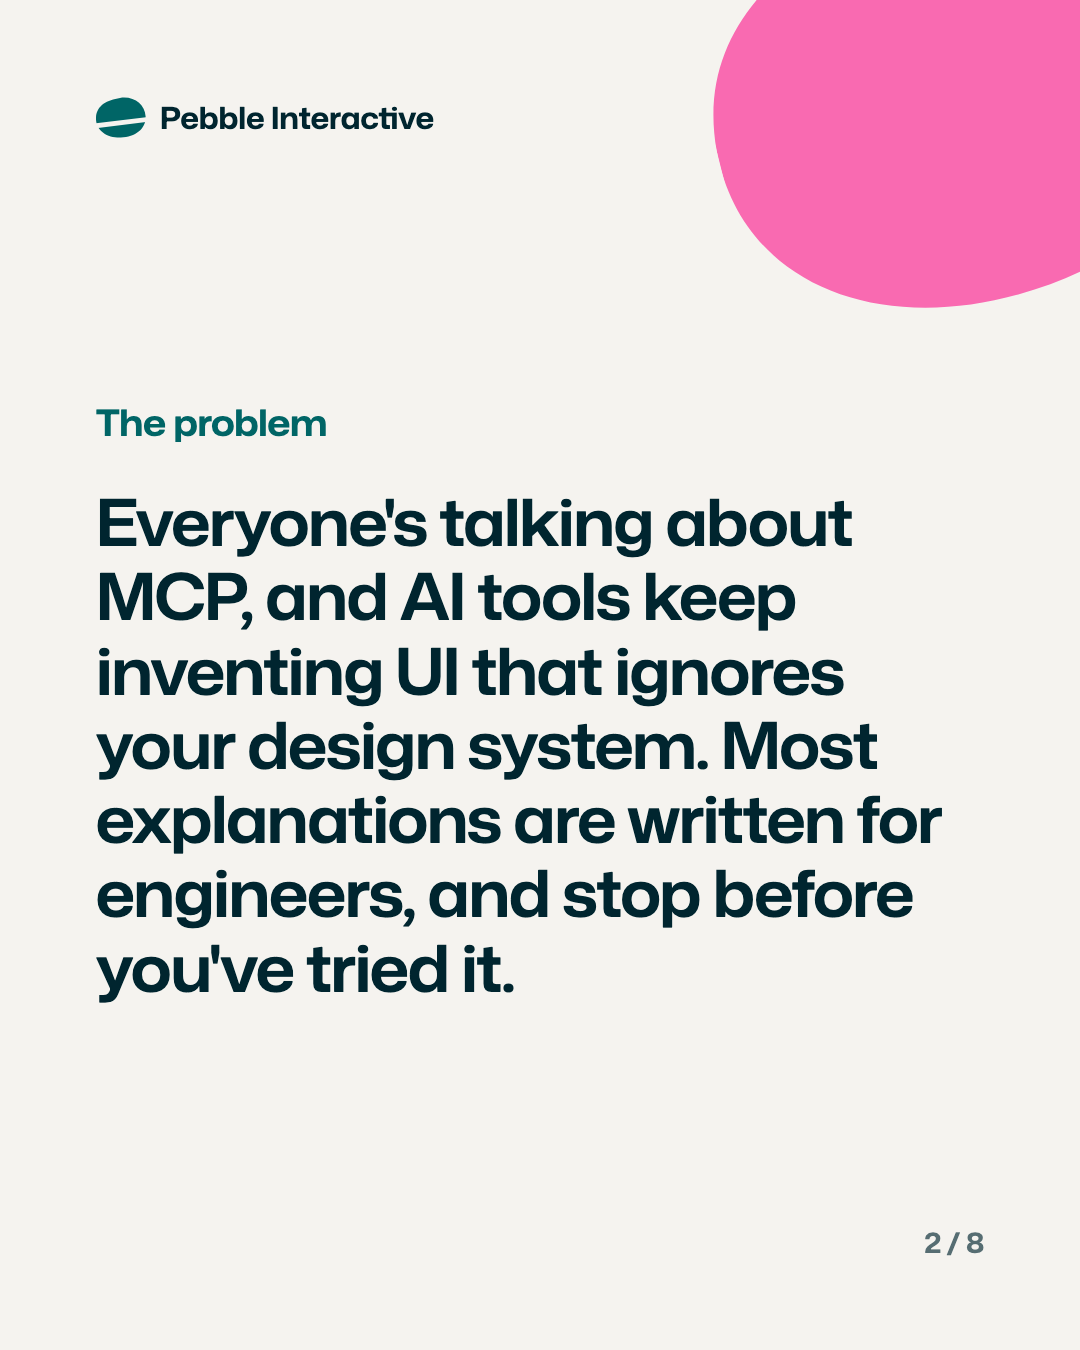 Pebble Interactive
The problem
Everyone's talking about
MCP, and AI tools keep
inventing UI that ignores
your design system. Most
explanations are written for
engineers, and stop before
you've tried it.
2 / 8